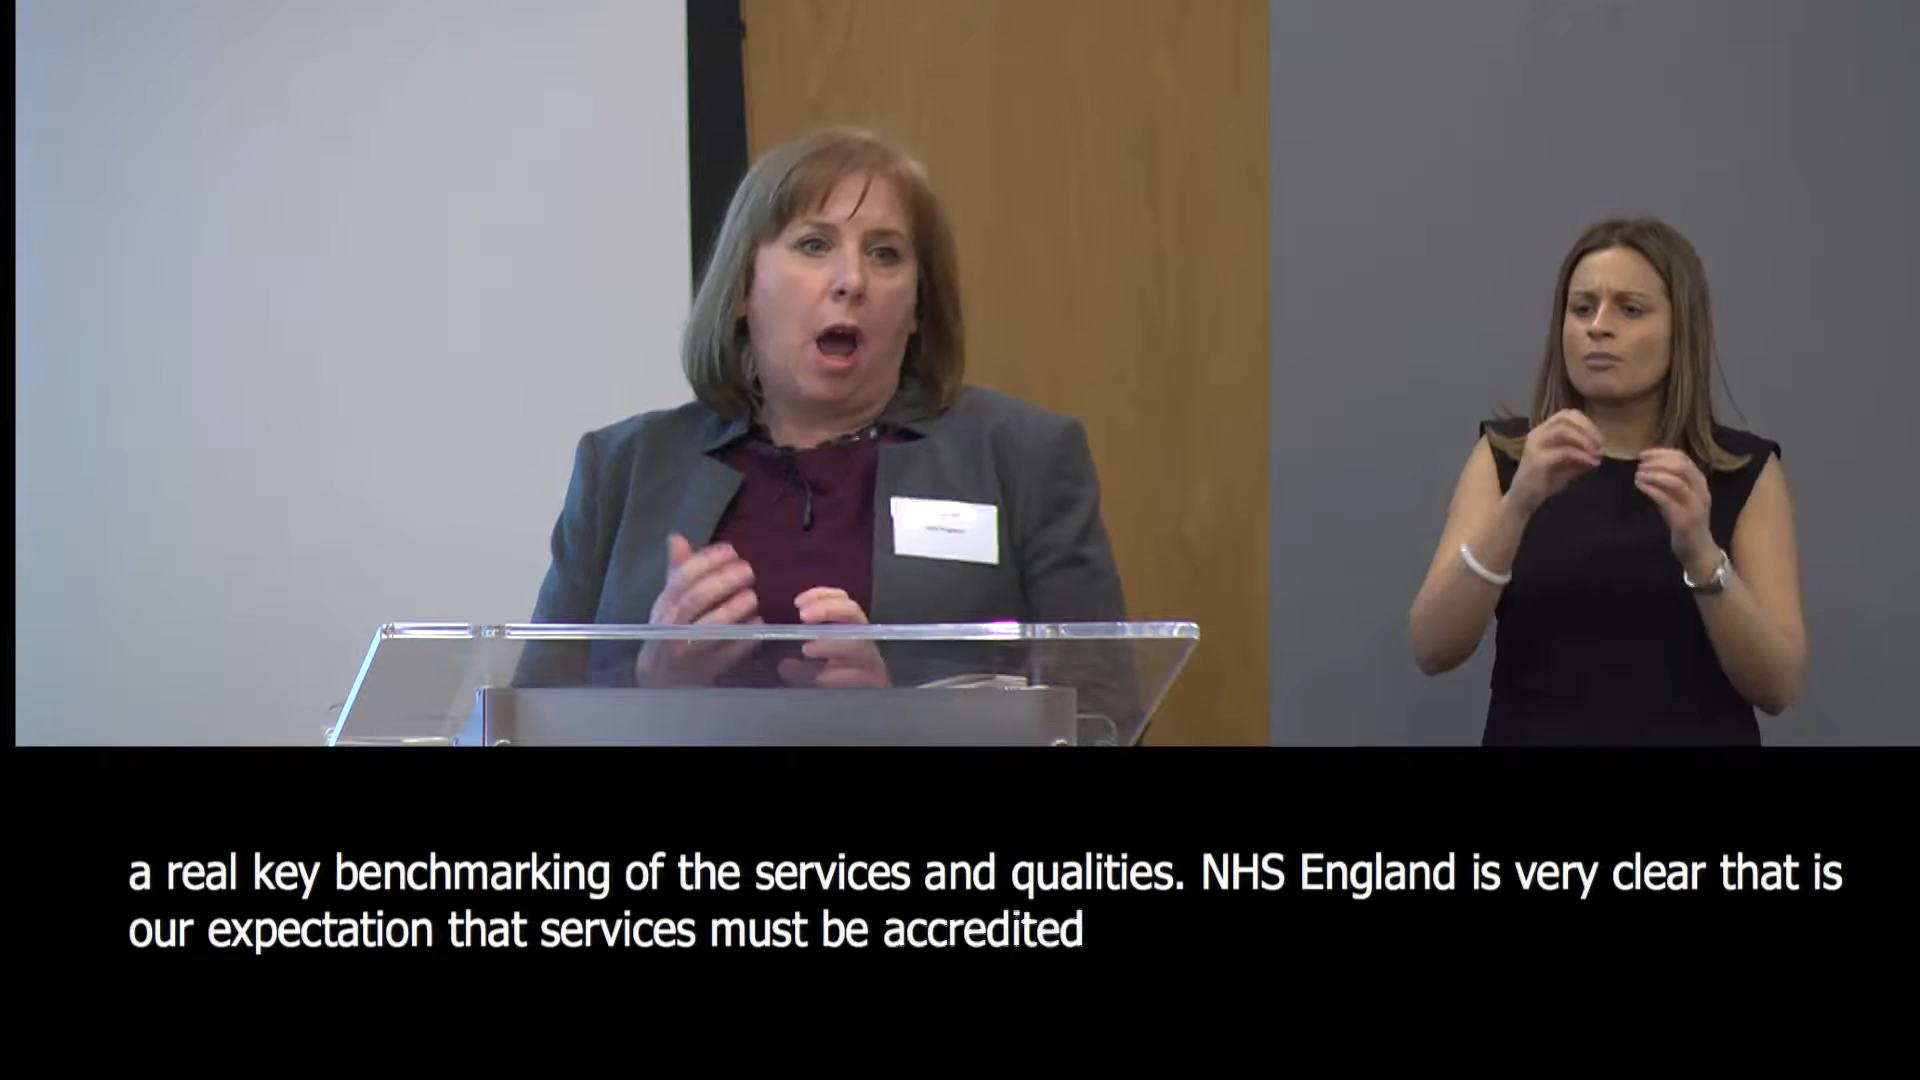 a real key benchmarking of the services and qualities. NHS England is very clear that is
our expectation that services must be accredited